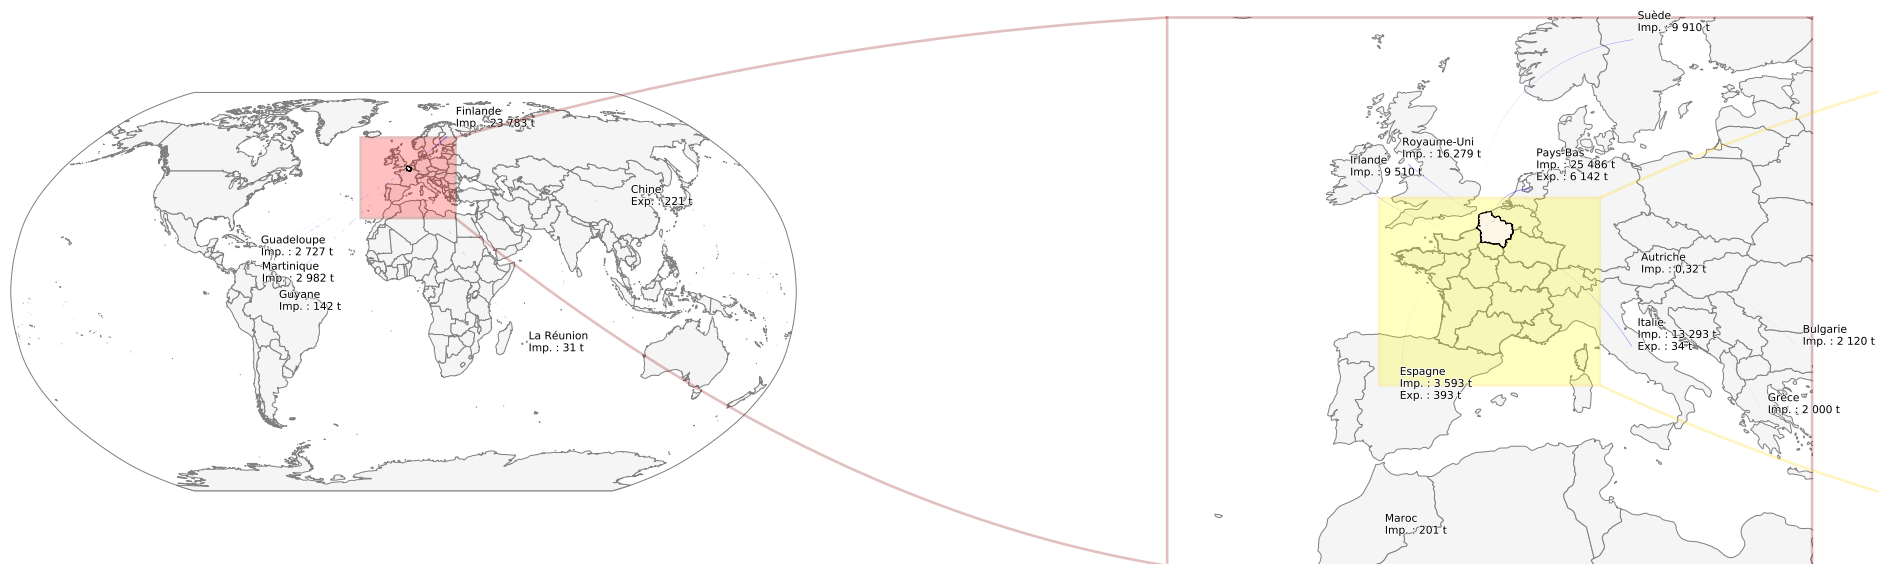 Finlande
Imp. : 23 783 t
Chine
Exp. : 221 t
Guadeloupe
Imp. : 2 727 t
Martinique
Imp. : 2 982 t
Guyane
Imp. : 142 t
La Réunion
Imp. : 31 t
Suède
Imp. : 9 910 t
Royaume-Uni
Imp. : 16 279 t
Irlande
Imp. : 9 510 t
Pays-Bas
Imp. : 25 486 t
Exp. : 6 142 t
Autriche
Imp. : 0,32 t
Italie
Imp. : 13 293 t
Exp. : 34 t
Bulgarie
Imp. : 2 120 t
Espagne
Imp. : 3 593 t
Exp. : 393 t
Grèce
Imp. : 2 000 t
Maroc
Imp. : 201 t